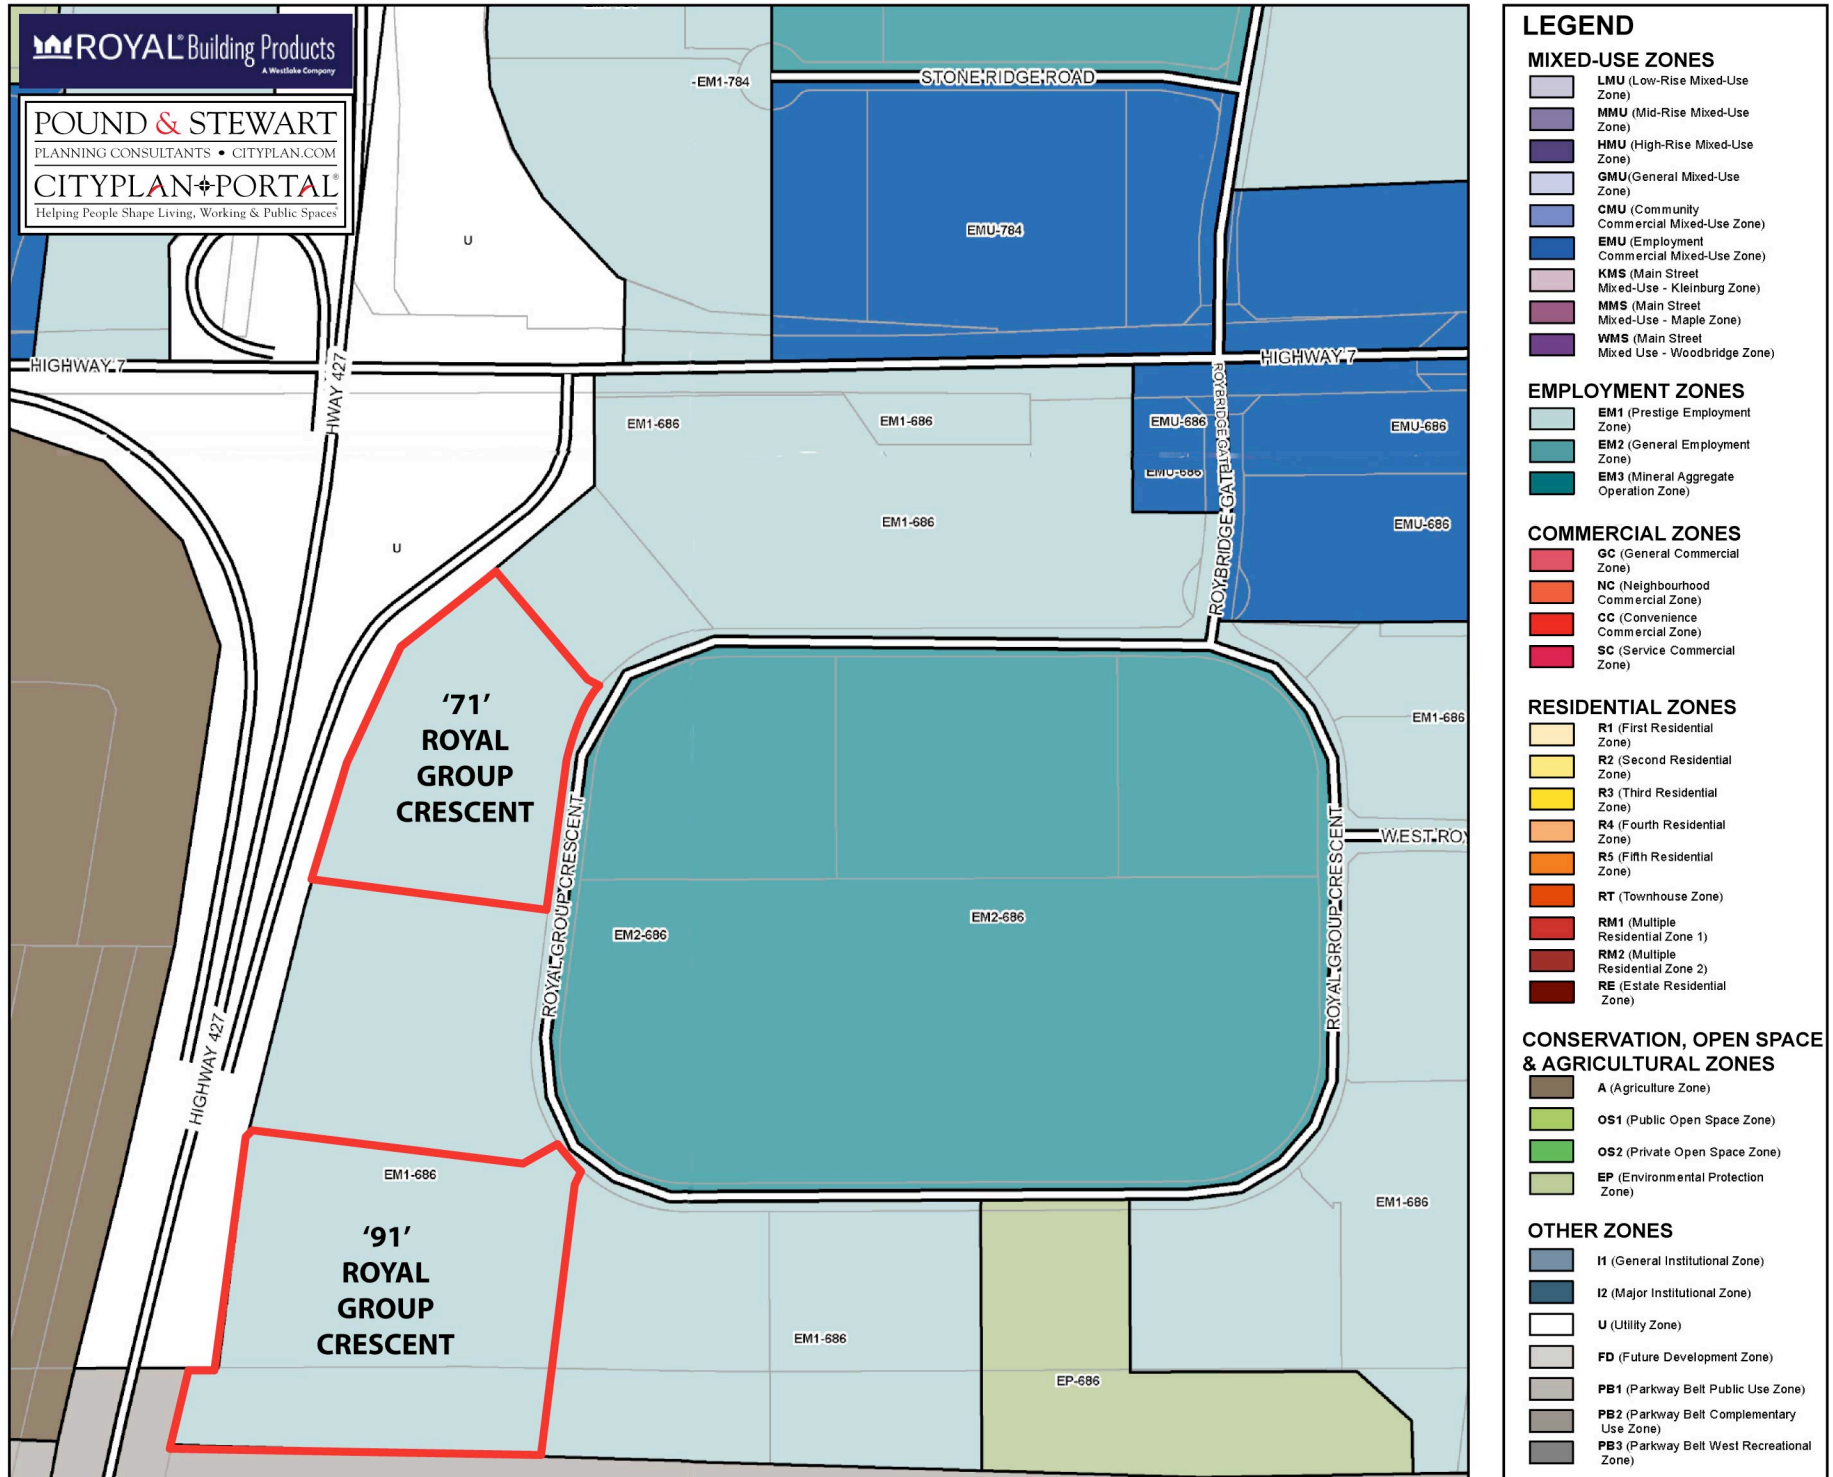 ROYAL® Building Products
A Westlake Company
POUND & STEWART
PLANNING CONSULTANTS • CITYPLAN.COM
CITYPLAN PORTAL®
Helping People Shape Living, Working & Public Spaces
-EM1-784
STONE RIDGE ROAD
EMU-784
U
HIGHWAY 7
HWAY 427
HIGHWAY 7
ROYBRIDGE GATE
EM1-686
EM1-686
EMU-686
EMU-686
EMU-686
EM1-686
EMU-686
U
ROYBRIDGE GATE
'71'
ROYAL
GROUP
CRESCENT
EM1-686
WEST ROY
ROYAL GROUP CRESCENT
ROYAL GROUP CRESCENT
EM2-686
EM2-686
HIGHWAY 427
EM1-686
'91'
ROYAL
GROUP
CRESCENT
EM1-686
EM1-686
EP-686
LEGEND
MIXED-USE ZONES
LMU (Low-Rise Mixed-Use
Zone)
MMU (Mid-Rise Mixed-Use
Zone)
HMU (High-Rise Mixed-Use
Zone)
GMU(General Mixed-Use
Zone)
CMU (Community
Commercial Mixed-Use Zone)
EMU (Employment
Commercial Mixed-Use Zone)
KMS (Main Street
Mixed-Use - Kleinburg Zone)
MMS (Main Street
Mixed-Use - Maple Zone)
WMS (Main Street
Mixed Use - Woodbridge Zone)
EMPLOYMENT ZONES
EM1 (Prestige Employment
Zone)
EM2 (General Employment
Zone)
EM3 (Mineral Aggregate
Operation Zone)
COMMERCIAL ZONES
GC (General Commercial
Zone)
NC (Neighbourhood
Commercial Zone)
CC (Convenience
Commercial Zone)
SC (Service Commercial
Zone)
RESIDENTIAL ZONES
R1 (First Residential
Zone)
R2 (Second Residential
Zone)
R3 (Third Residential
Zone)
R4 (Fourth Residential
Zone)
R5 (Fifth Residential
Zone)
RT (Townhouse Zone)
RM1 (Multiple
Residential Zone 1)
RM2 (Multiple
Residential Zone 2)
RE (Estate Residential
Zone)
CONSERVATION, OPEN SPACE
& AGRICULTURAL ZONES
A (Agriculture Zone)
OS1 (Public Open Space Zone)
OS2 (Private Open Space Zone)
EP (Environmental Protection
Zone)
OTHER ZONES
I1 (General Institutional Zone)
I2 (Major Institutional Zone)
U (Utility Zone)
FD (Future Development Zone)
PB1 (Parkway Belt Public Use Zone)
PB2 (Parkway Belt Complementary
Use Zone)
PB3 (Parkway Belt West Recreational
Zone)